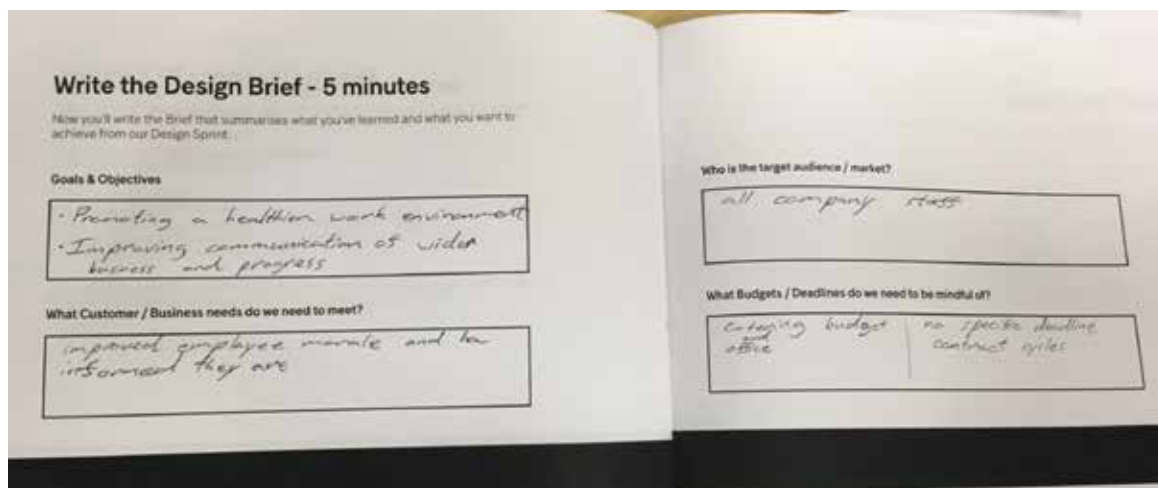 Write the Design Brief - 5 minutes
Now you'll write the Brief that summarises what you've learned and what you want to
achieve from our Design Sprint.
Goals & Objectives
· Promoting a healthier work environment
· Improving communication of wider
business and progress
What Customer / Business needs do we need to meet?
improved employee morale and how
informed they are
Who is the target audience / market?
all company staff
What Budgets / Deadlines do we need to be mindful of?
Catering budget
and
office
no specific deadline
contract cycles